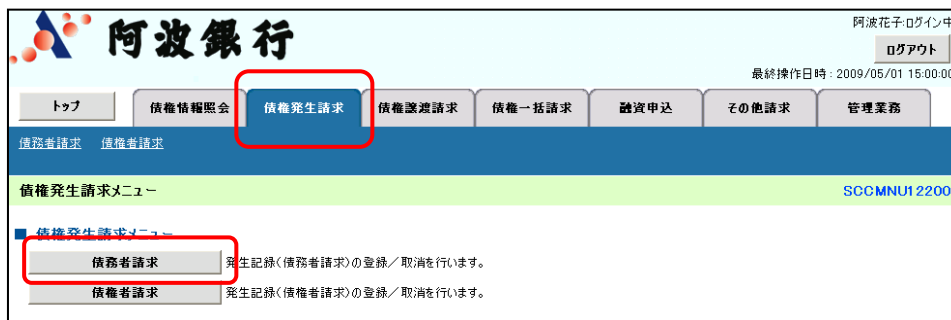 阿波銀行
阿波花子:ログイン中
ログアウト
最終操作日時:2009/05/01 15:00:00
トップ 債権情報照会 債権発生請求 債権譲渡請求 債権一括請求 融資申込 その他請求 管理業務
債務者請求 債権者請求
債権発生請求メニュー SCCMNU12200
■ 債権発生請求メニュー
債務者請求 発生記録(債務者請求)の登録/取消を行います。
債権者請求 発生記録(債権者請求)の登録/取消を行います。